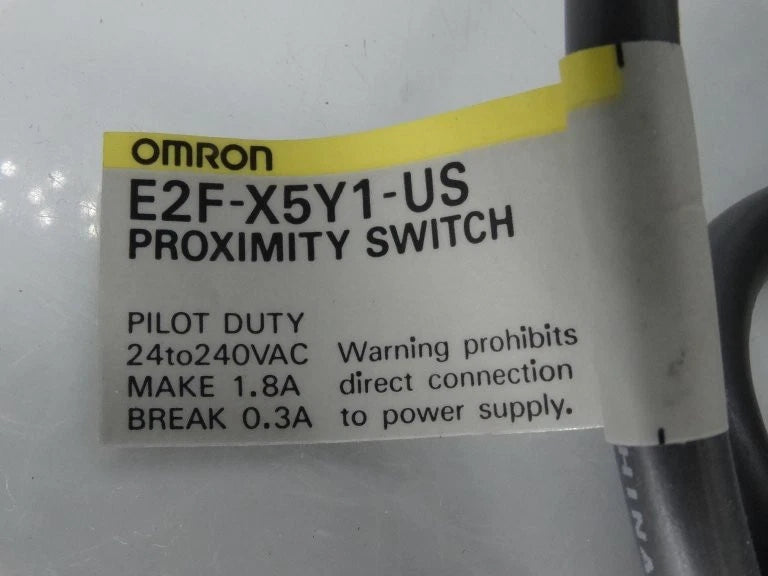 OMRON
E2F-X5Y1-US
PROXIMITY SWITCH
PILOT DUTY
24to240VAC
MAKE 1.8A
BREAK 0.3A
Warning prohibits
direct connection
to power supply.
HINA